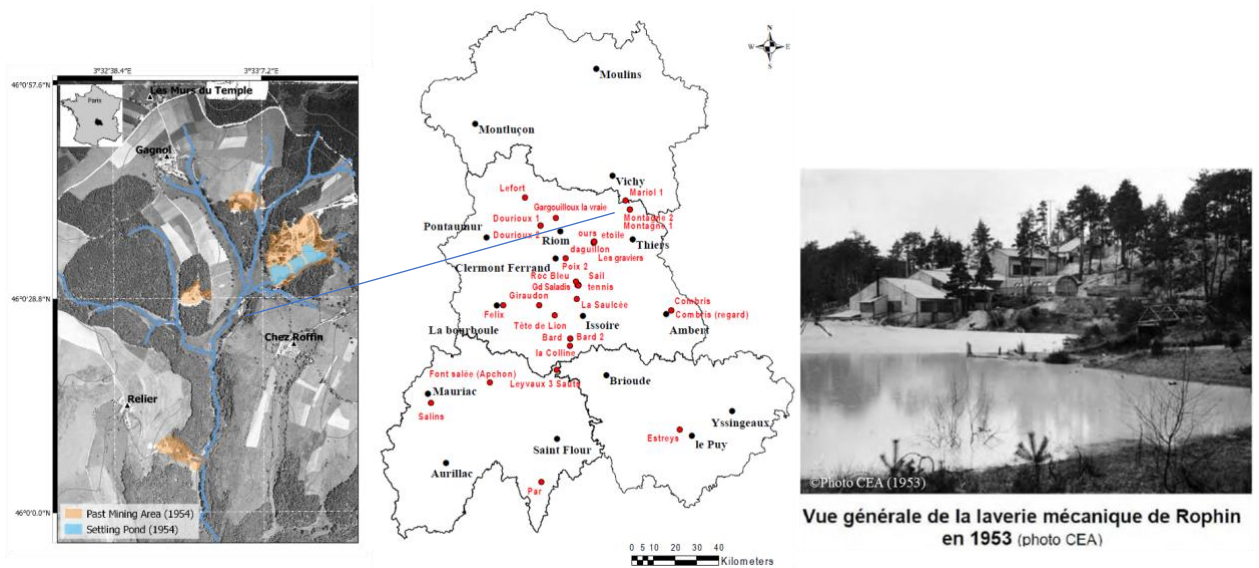 3°32'38.4"E
3°33'7.2"E
46°0'57.6"N
46°0'28.8"N
46°0'0.0"N
Paris
Les Murs du Temple
Gagnol
Chez Roffin
Relier
Past Mining Area (1954)
Settling Pond (1954)
N
W
E
S
Moulins
Montluçon
Vichy
Mariol 1
Lefort
Gargouilloux la vraie
Montagne 2
Montagne 1
Dourioux 1
Dourioux 2
Pontaumur
Riom
ours
etoile
Thiers
daguillon
Les graviers
Clermont Ferrand
Poix 2
Roc Bleu
Sail
Gd Saladis
tennis
Giraudon
La Saulcée
Combris
Felix
Combris (regard)
La bourboule
Tête de Lion
Issoire
Ambert
Bard
Bard 2
la Colline
Font salée (Apchon)
Leyvaux 3 Sauts
Brioude
Mauriac
Salins
Yssingeaux
Estreys
le Puy
Saint Flour
Aurillac
Par
0 5 10 20 30 40
Kilometers
©Photo CEA (1953)
Vue générale de la laverie mécanique de Rophin
en 1953 (photo CEA)